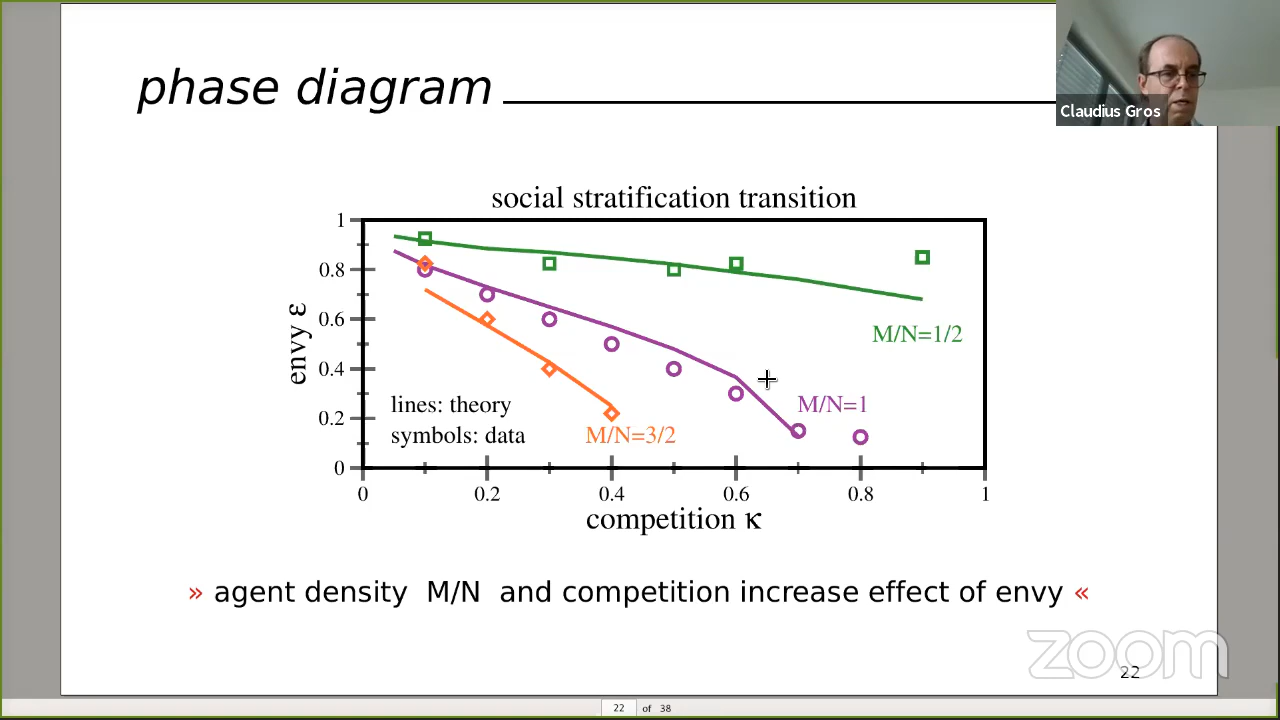 phase diagram
Claudius Gros
social stratification transition
1
0.8
0.6
0.4
0.2
0
envy ε
M/N=1/2
M/N=1
lines: theory
symbols: data
M/N=3/2
0 0.2 0.4 0.6 0.8 1
competition κ
» agent density M/N and competition increase effect of envy «
zoom
22
22 of 38